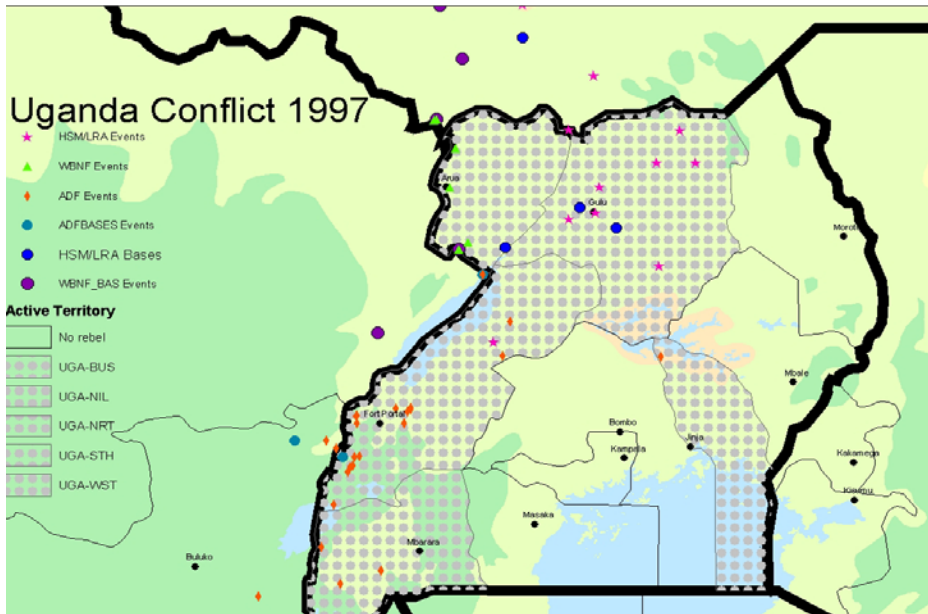 Uganda Conflict 1997
HSM/LRA Events
WBNF Events
ADF Events
ADFBASES Events
HSM/LRA Bases
WBNF_BAS Events
Active Territory
No rebel
UGA-BUS
UGA-NIL
UGA-NRT
UGA-STH
UGA-WST
Arua
Gulu
Moroto
Mbale
Fort Portal
Bombo
Jinja
Kampala
Kakamega
Kisumu
Masaka
Mbarara
Buluko